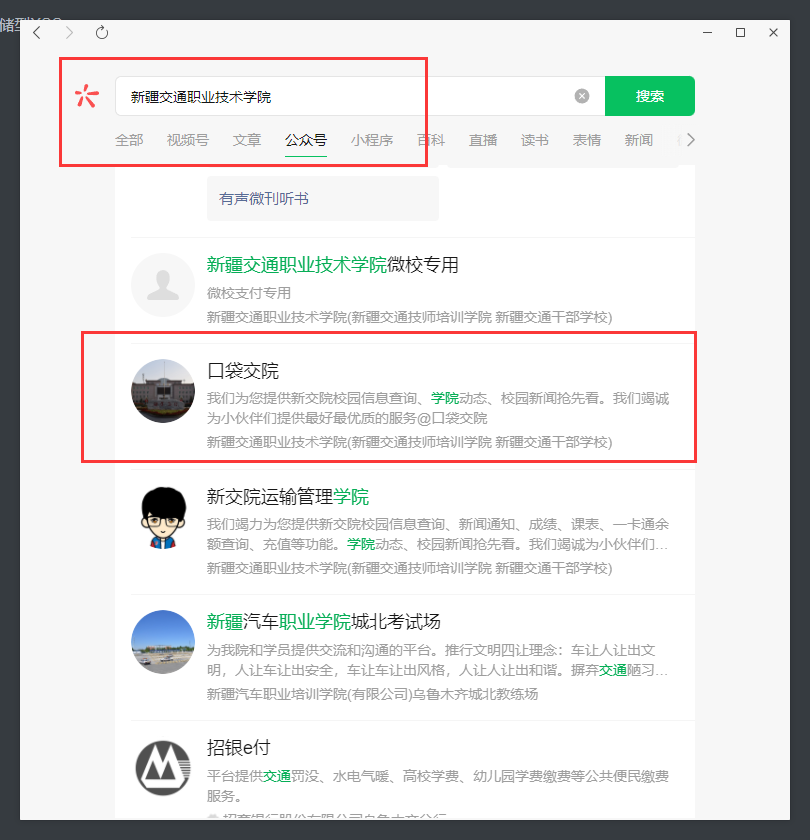 新疆交通职业技术学院
搜索
全部 视频号 文章 公众号 小程序 百科 直播 读书 表情 新闻
有声微刊听书
新疆交通职业技术学院微校专用
微校支付专用
新疆交通职业技术学院(新疆交通技师培训学院 新疆交通干部学校)
口袋交院
我们为您提供新交院校园信息查询、学院动态、校园新闻抢先看。我们竭诚
为小伙伴们提供最好最优质的服务@口袋交院
新疆交通职业技术学院(新疆交通技师培训学院 新疆交通干部学校)
新交院运输管理学院
我们竭力为您提供新交院校园信息查询、新闻通知、成绩、课表、一卡通余
额查询、充值等功能。学院动态、校园新闻抢先看。我们竭诚为小伙伴们...
新疆交通职业技术学院(新疆交通技师培训学院 新疆交通干部学校)
新疆汽车职业学院城北考试场
为我院和学员提供交流和沟通的平台。推行文明四让理念：车让人让出文
明，人让车让出安全，车让车让出风格，人让人让出和谐。摒弃交通陋习...
新疆汽车职业培训学院(有限公司)乌鲁木齐城北教练场
招银e付
平台提供交通罚没、水电气暖、高校学费、幼儿园学费缴费等公共便民缴费
服务。
招商银行股份有限公司乌鲁木齐分行